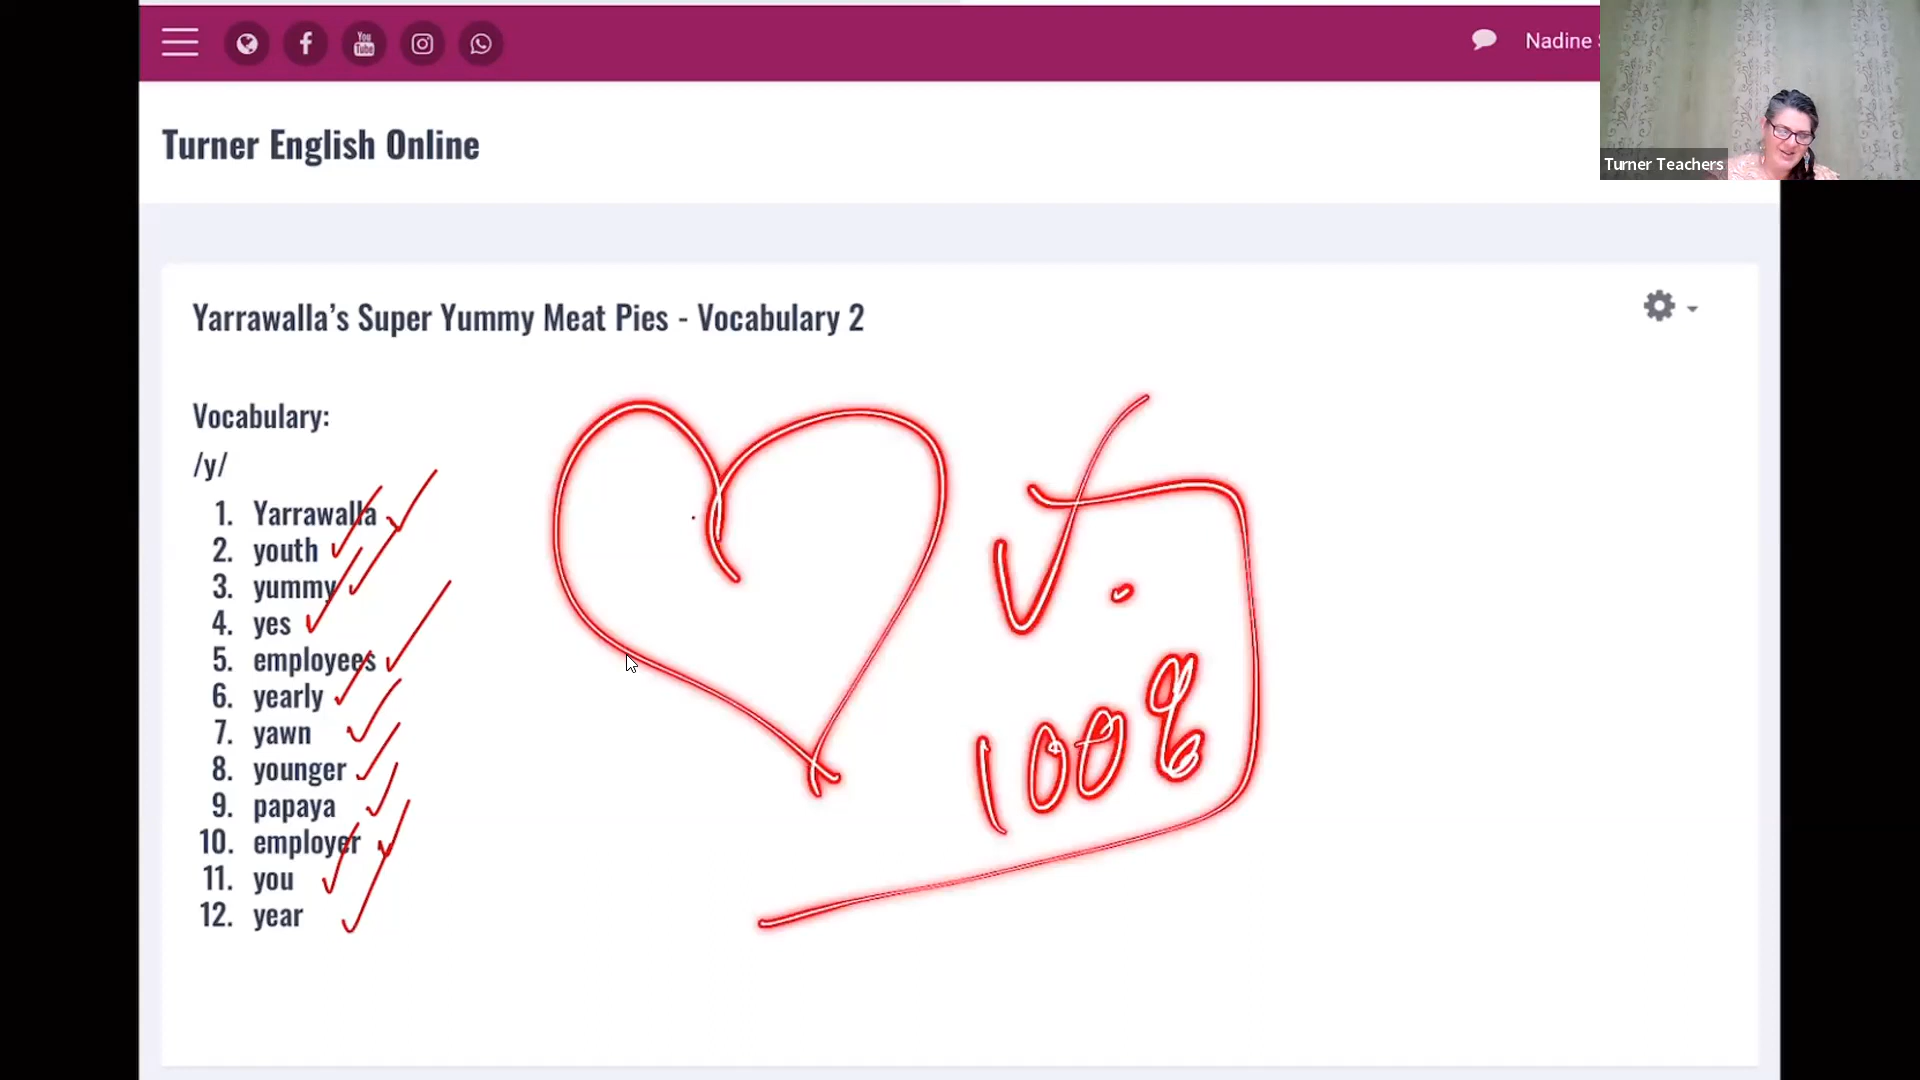 You
Tube
Nadine
Turner Teachers
Turner English Online
Yarrawalla's Super Yummy Meat Pies - Vocabulary 2
Vocabulary:
/y/
1. Yarrawalla
2. youth
3. yummy
4. yes
5. employees
6. yearly
7. yawn
8. younger
9. papaya
10. employer
11. you
12. year
100%